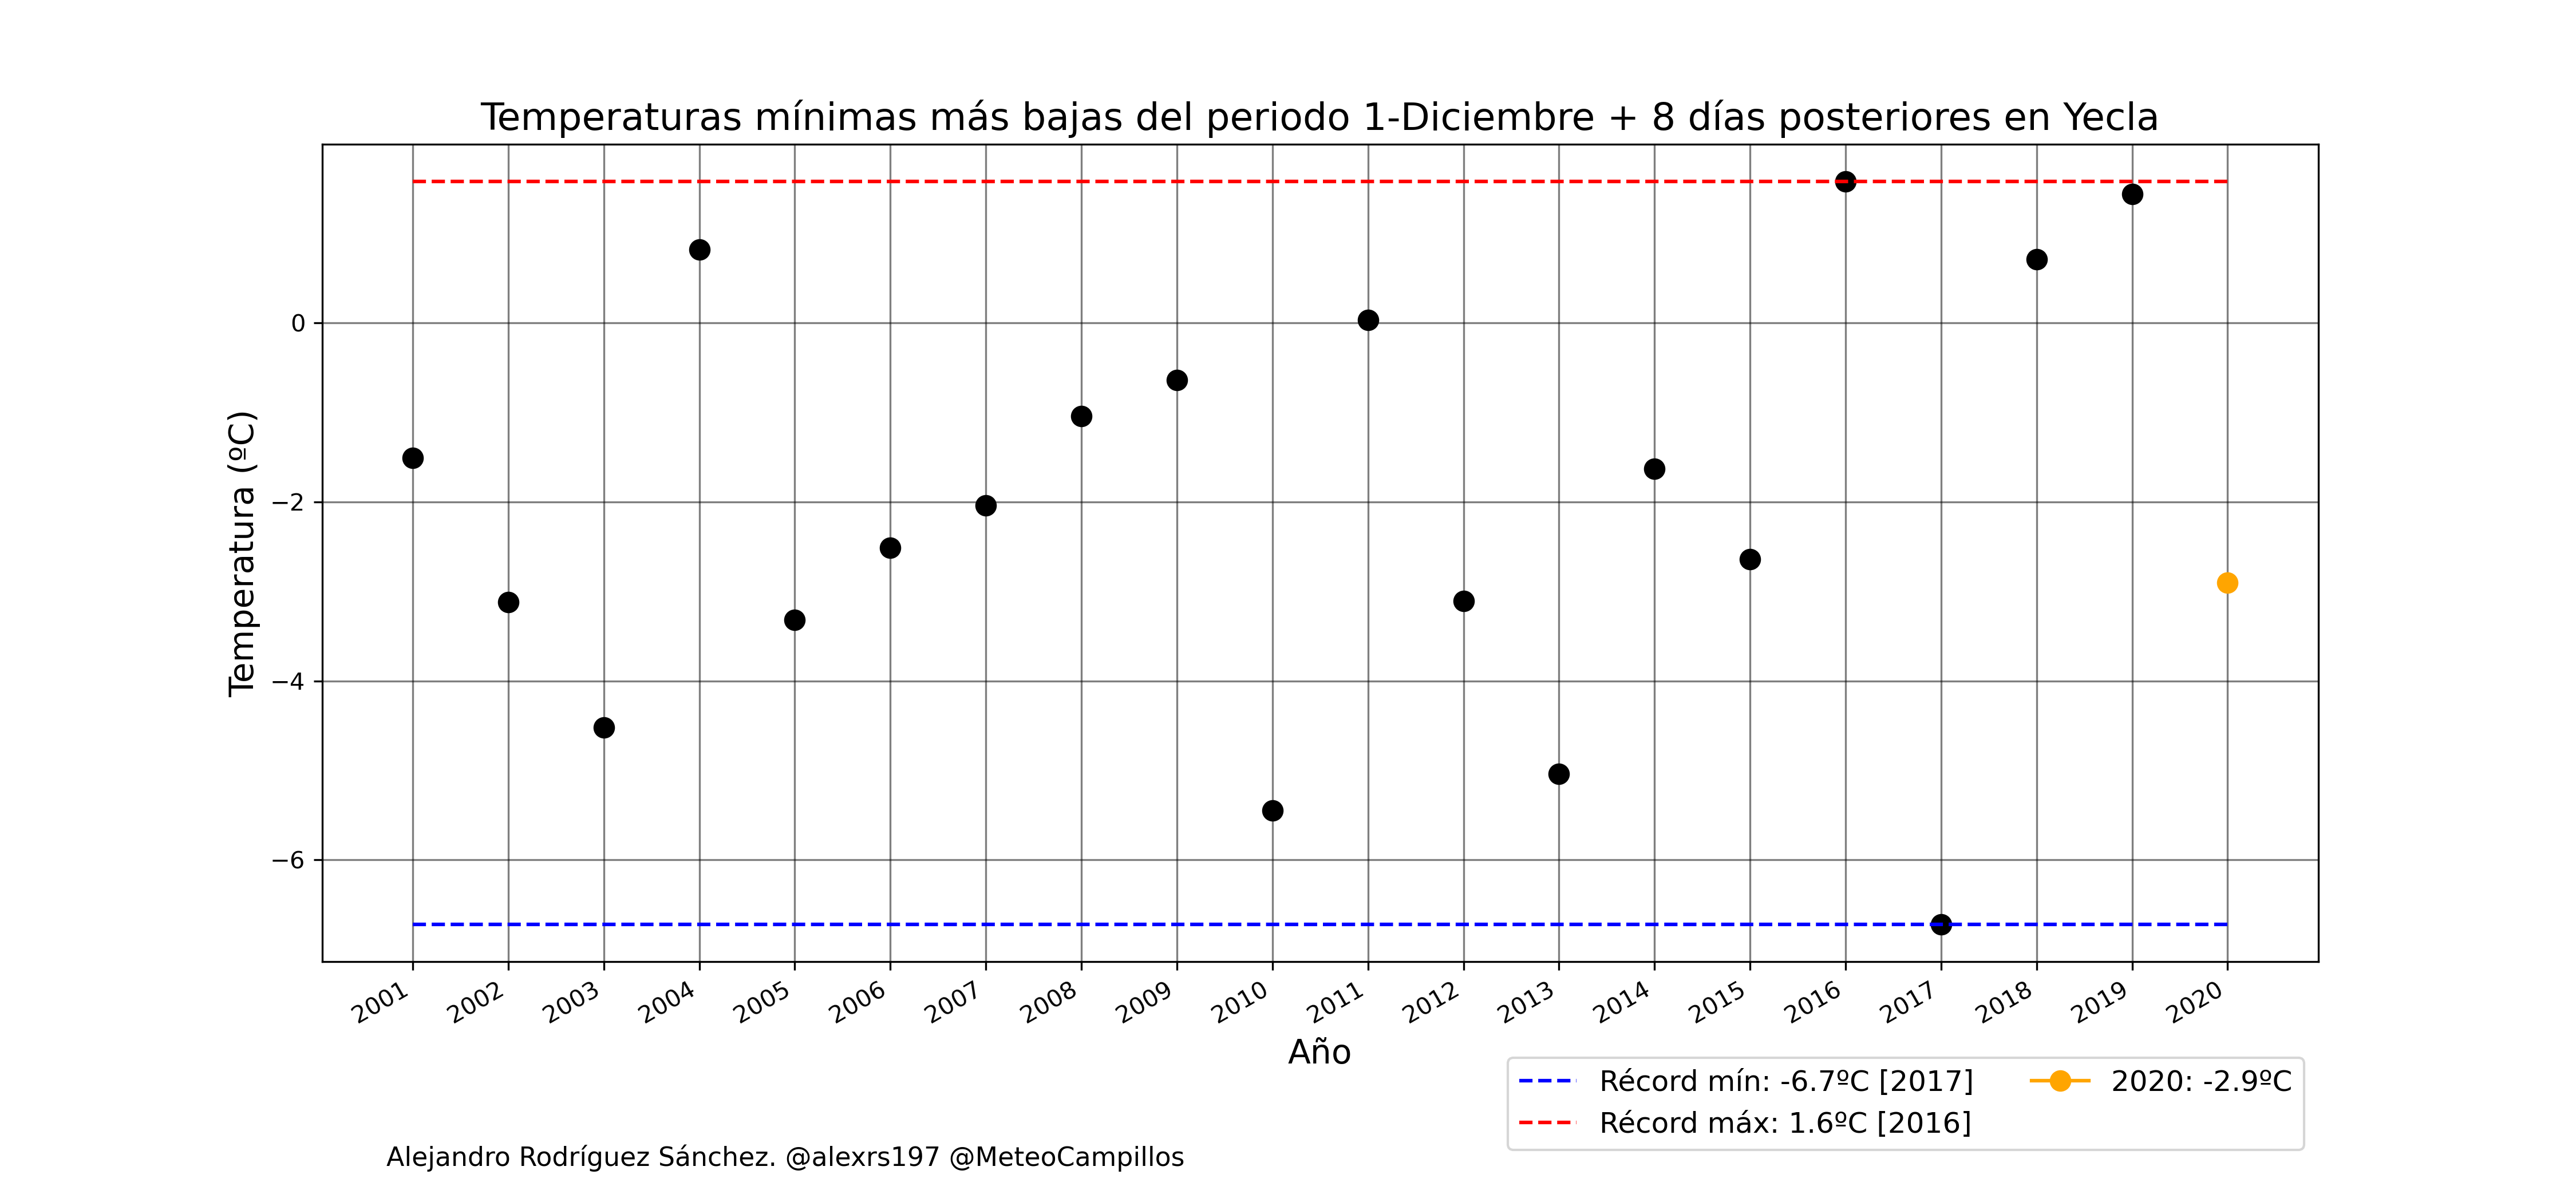 Temperaturas mínimas más bajas del periodo 1-Diciembre + 8 días posteriores en Yecla
Temperatura (ºC)
0
−2
−4
−6
2001 2002 2003 2004 2005 2006 2007 2008 2009 2010 2011 2012 2013 2014 2015 2016 2017 2018 2019 2020
Año
Récord mín: -6.7ºC [2017]
Récord máx: 1.6ºC [2016]
2020: -2.9ºC
Alejandro Rodríguez Sánchez. @alexrs197 @MeteoCampillos